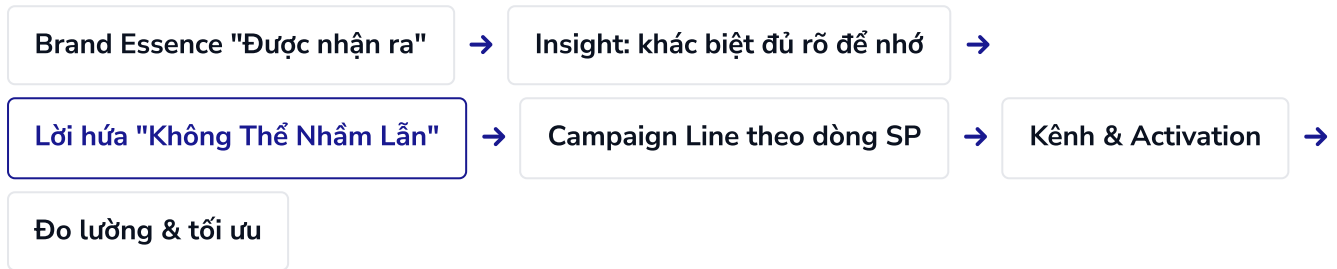 Brand Essence "Được nhận ra" → Insight: khác biệt đủ rõ để nhớ →
Lời hứa "Không Thể Nhầm Lẫn" → Campaign Line theo dòng SP → Kênh & Activation →
Đo lường & tối ưu